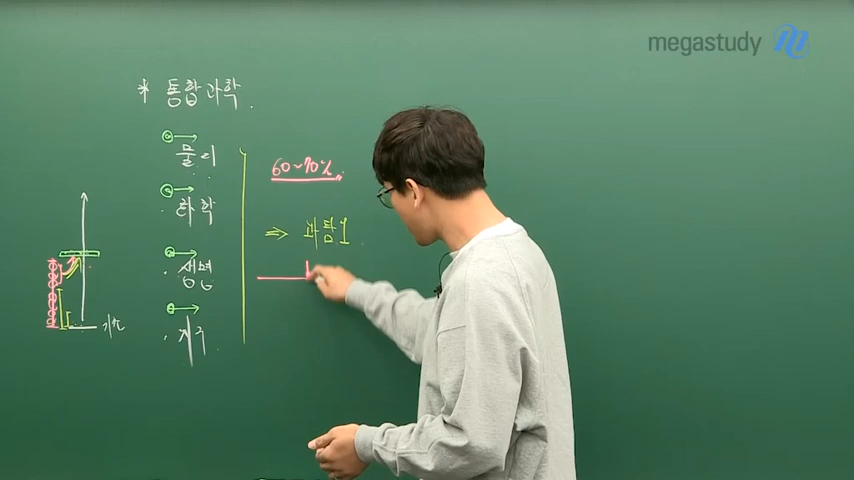 megastudy
* 통합과학.
물리
화학
생명
지구
60~70%.
⇒ 과탐 1
기초